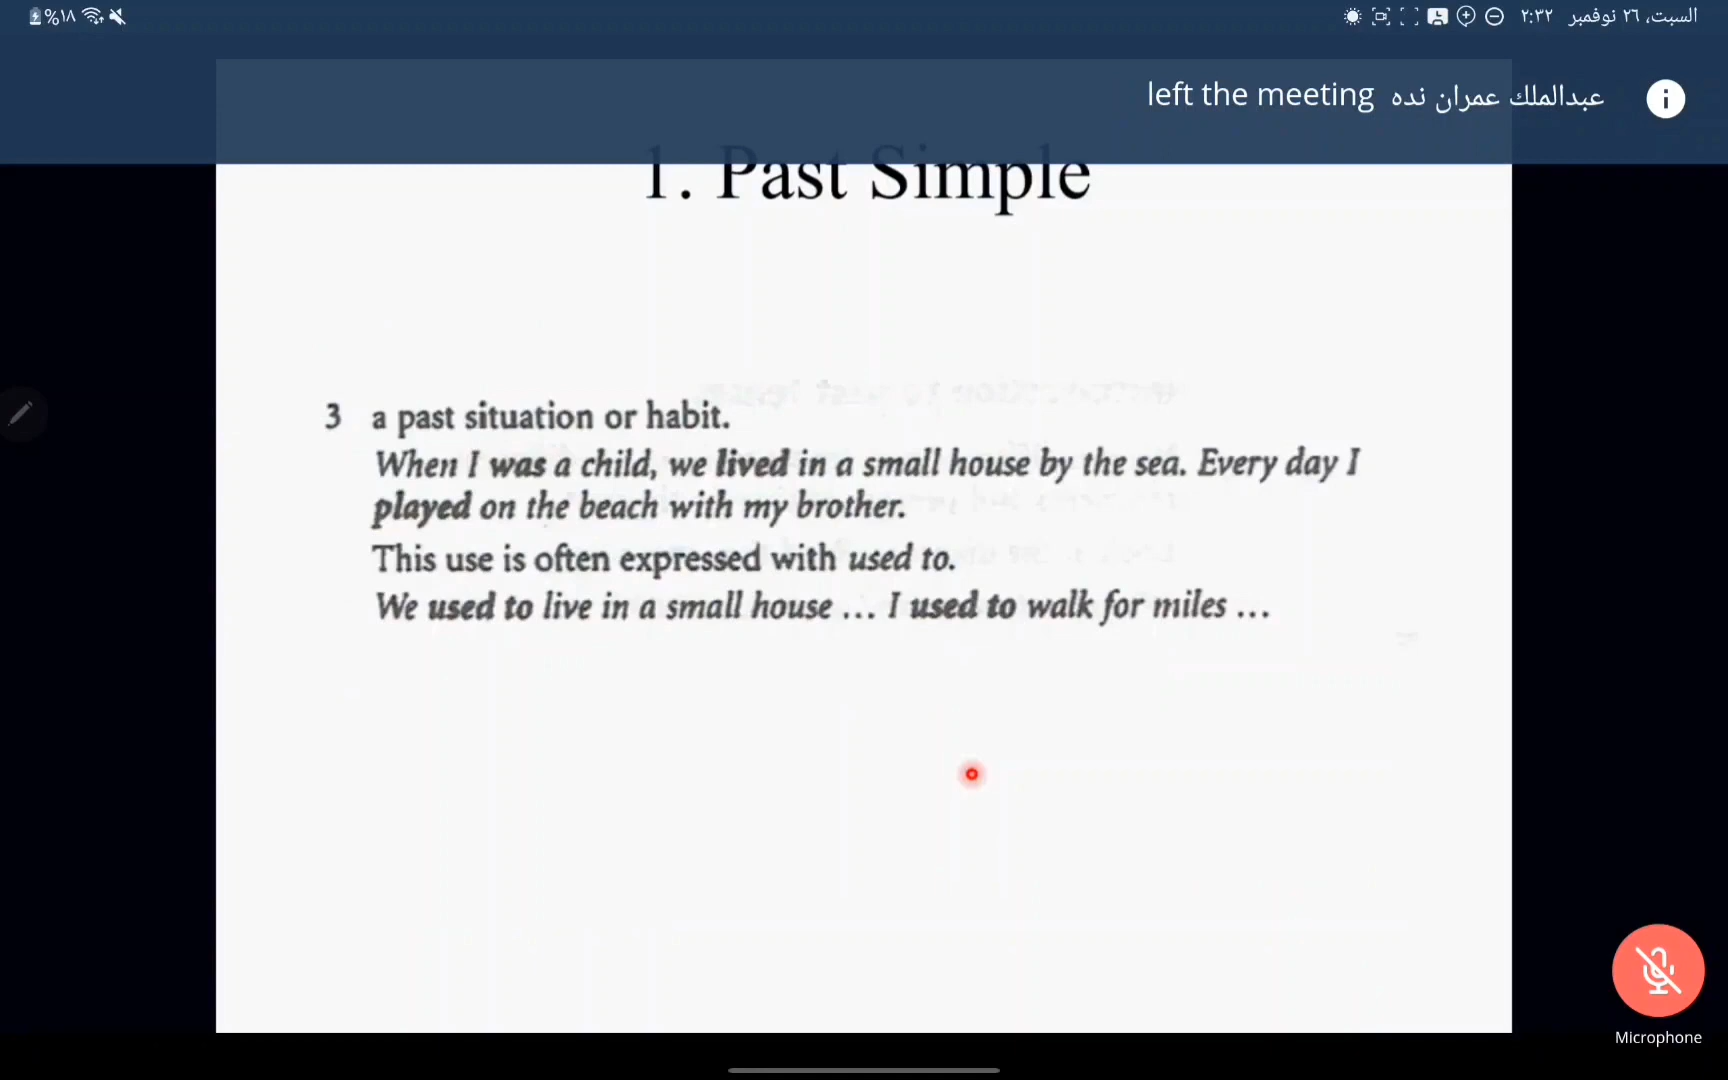 السبت، ٢٦ نوفمبر ٢:٣٢
%١٨
عبدالملك عمران نده left the meeting
1. Past Simple
3 a past situation or habit.
When I was a child, we lived in a small house by the sea. Every day I
played on the beach with my brother.
This use is often expressed with used to.
We used to live in a small house ... I used to walk for miles ...
Microphone